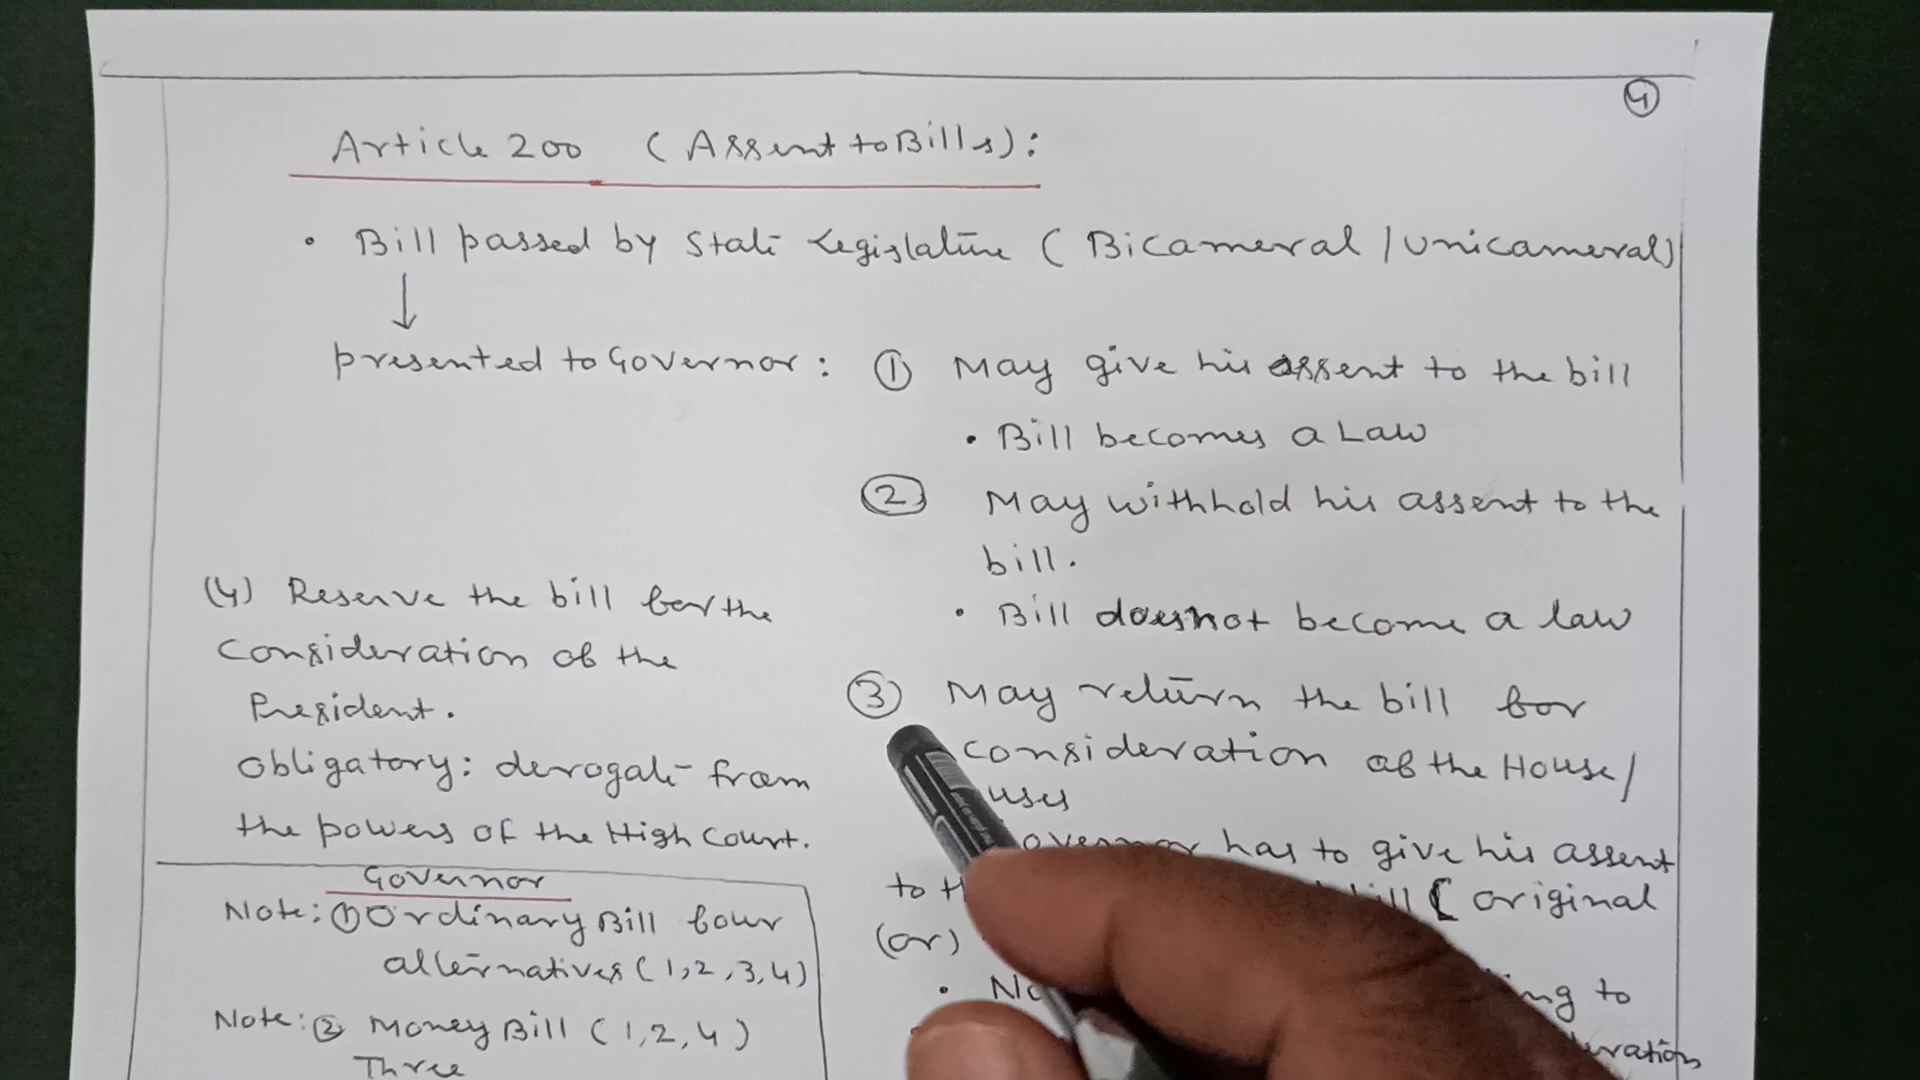 4
Article 200 (Assent to Bills):
• Bill passed by State Legislature (Bicameral / Unicameral)
↓
presented to Governor: ① May give his assent to the bill
• Bill becomes a Law
② May withhold his assent to the
bill.
• Bill does not become a law
③ May return the bill for
consideration of the House/
has to give his assent
to
(original
(or)
•
to
(4) Reserve the bill for the
consideration of the
President.
obligatory: derogate from
the powers of the High Court.
Governor
Note: ① Ordinary Bill four
alternatives (1,2,3,4)
Note: ② Money Bill (1,2,4)
Three